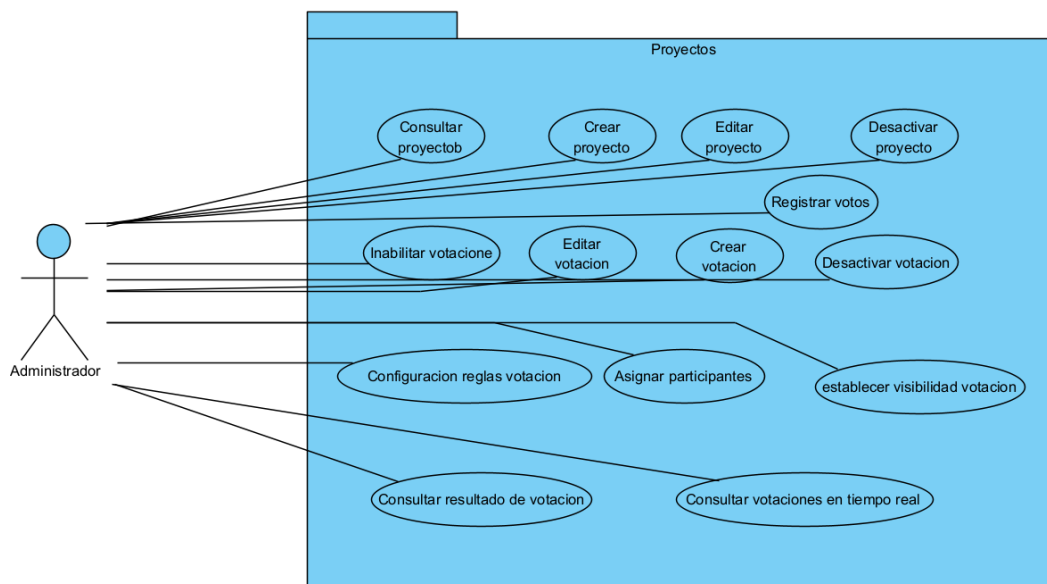 Proyectos
Consultar
proyectob
Crear
proyecto
Editar
proyecto
Desactivar
proyecto
Registrar votos
Inabilitar votacione
Editar
votacion
Crear
votacion
Desactivar votacion
Administrador
Configuracion reglas votacion
Asignar participantes
establecer visibilidad votacion
Consultar resultado de votacion
Consultar votaciones en tiempo real